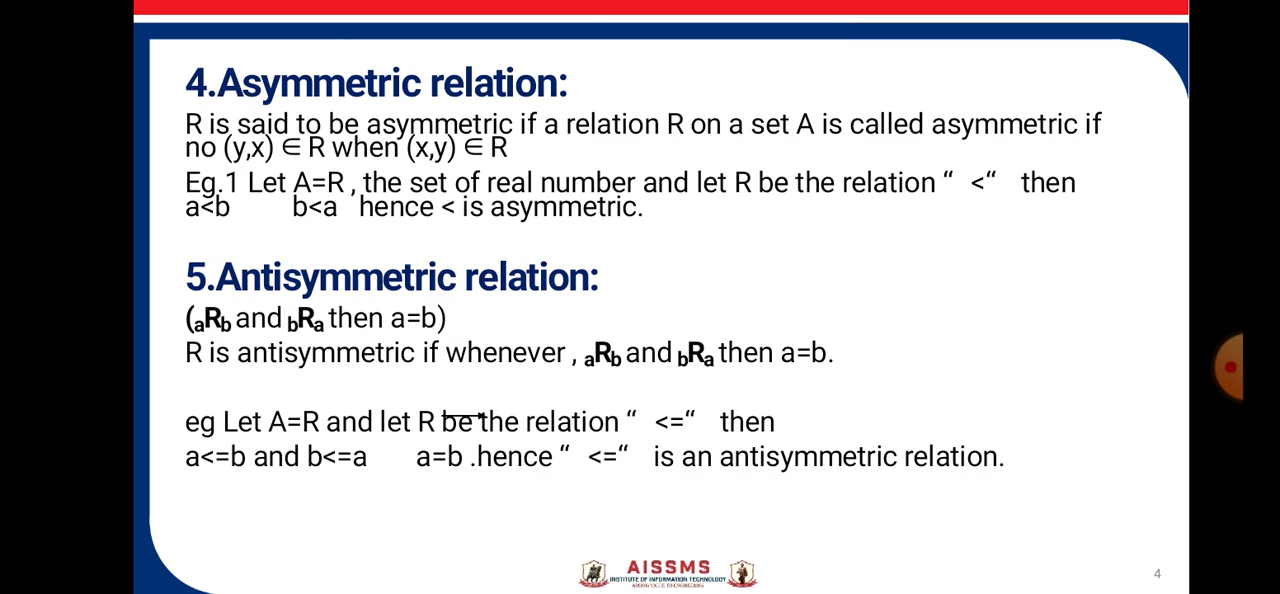 4.Asymmetric relation:
R is said to be asymmetric if a relation R on a set A is called asymmetric if
no (y,x) ∈ R when (x,y) ∈ R
Eg.1 Let A=R , the set of real number and let R be the relation “ <“ then
a<b b<a hence < is asymmetric.
5.Antisymmetric relation:
(aRb and bRa then a=b)
R is antisymmetric if whenever , aRb and bRa then a=b.
eg Let A=R and let R be the relation “ <=“ then
a<=b and b<=a a=b .hence “ <=“ is an antisymmetric relation.
AISSMS
INSTITUTE OF INFORMATION TECHNOLOGY
4